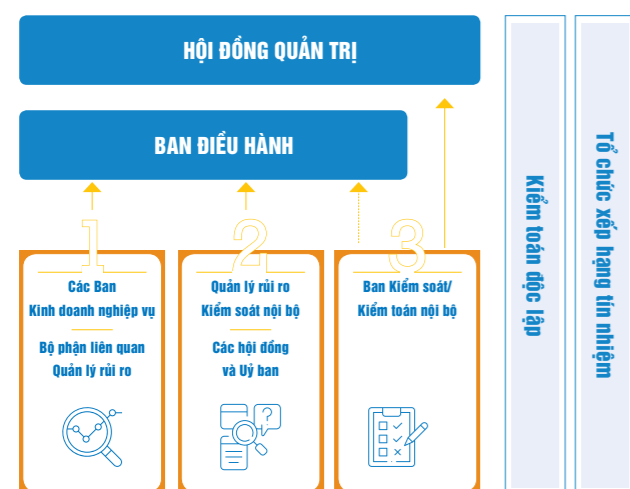 HỘI ĐỒNG QUẢN TRỊ
BAN ĐIỀU HÀNH
1
Các Ban
Kinh doanh nghiệp vụ
Bộ phận liên quan
Quản lý rủi ro
2
Quản lý rủi ro
Kiểm soát nội bộ
Các hội đồng
và Uỷ ban
3
Ban Kiểm soát/
Kiểm toán nội bộ
Kiểm toán độc lập
Tổ chức xếp hạng tín nhiệm